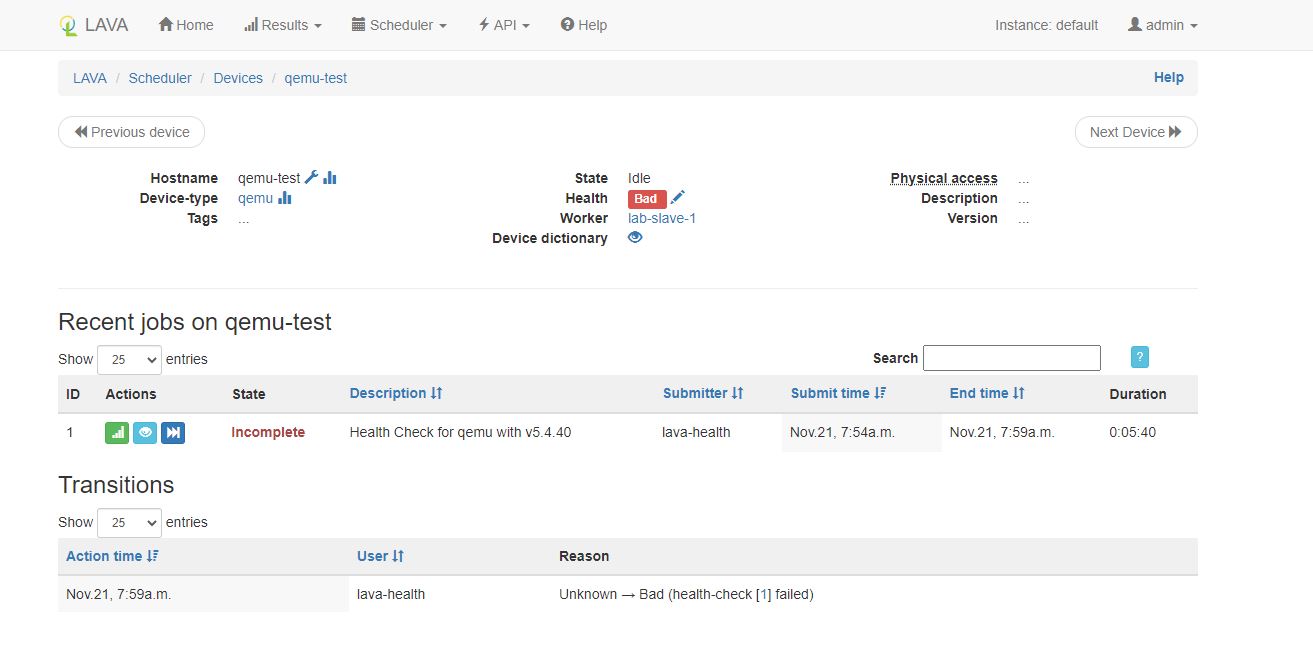 LAVA Home Results Scheduler API Help Instance: default admin
LAVA / Scheduler / Devices / qemu-test Help
Previous device Next Device
Hostname qemu-test State Idle Physical access ...
Device-type qemu Health Bad Description ...
Tags ... Worker lab-slave-1 Version ...
Device dictionary
Recent jobs on qemu-test
Show 25 entries Search ?
ID Actions State Description Submitter Submit time End time Duration
1 Incomplete Health Check for qemu with v5.4.40 lava-health Nov.21, 7:54a.m. Nov.21, 7:59a.m. 0:05:40
Transitions
Show 25 entries
Action time User Reason
Nov.21, 7:59a.m. lava-health Unknown → Bad (health-check [1] failed)